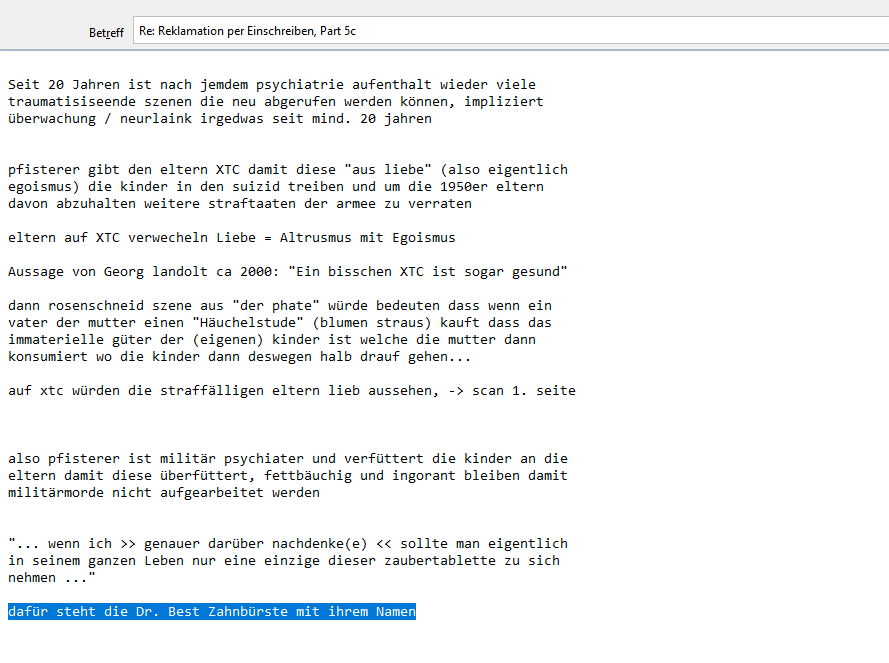 Betreff
Re: Reklamation per Einschreiben, Part 5c
Seit 20 Jahren ist nach jemdem psychiatrie aufenthalt wieder viele
traumatisiseende szenen die neu abgerufen werden können, impliziert
überwachung / neurlaink irgedwas seit mind. 20 jahren
pfisterer gibt den eltern XTC damit diese "aus liebe" (also eigentlich
egoismus) die kinder in den suizid treiben und um die 1950er eltern
davon abzuhalten weitere straftaaten der armee zu verraten
eltern auf XTC verwecheln Liebe = Altrusmus mit Egoismus
Aussage von Georg landolt ca 2000: "Ein bisschen XTC ist sogar gesund"
dann rosenschneid szene aus "der phate" würde bedeuten dass wenn ein
vater der mutter einen "Häuchelstude" (blumen straus) kauft dass das
immaterielle güter der (eigenen) kinder ist welche die mutter dann
konsumiert wo die kinder dann deswegen halb drauf gehen...
auf xtc würden die straffälligen eltern lieb aussehen, -> scan 1. seite
also pfisterer ist militär psychiater und verfüttert die kinder an die
eltern damit diese überfüttert, fettbäuchig und ingorant bleiben damit
militärmorde nicht aufgearbeitet werden
"... wenn ich >> genauer darüber nachdenke(e) << sollte man eigentlich
in seinem ganzen Leben nur eine einzige dieser zaubertablette zu sich
nehmen ..."
dafür steht die Dr. Best Zahnbürste mit ihrem Namen